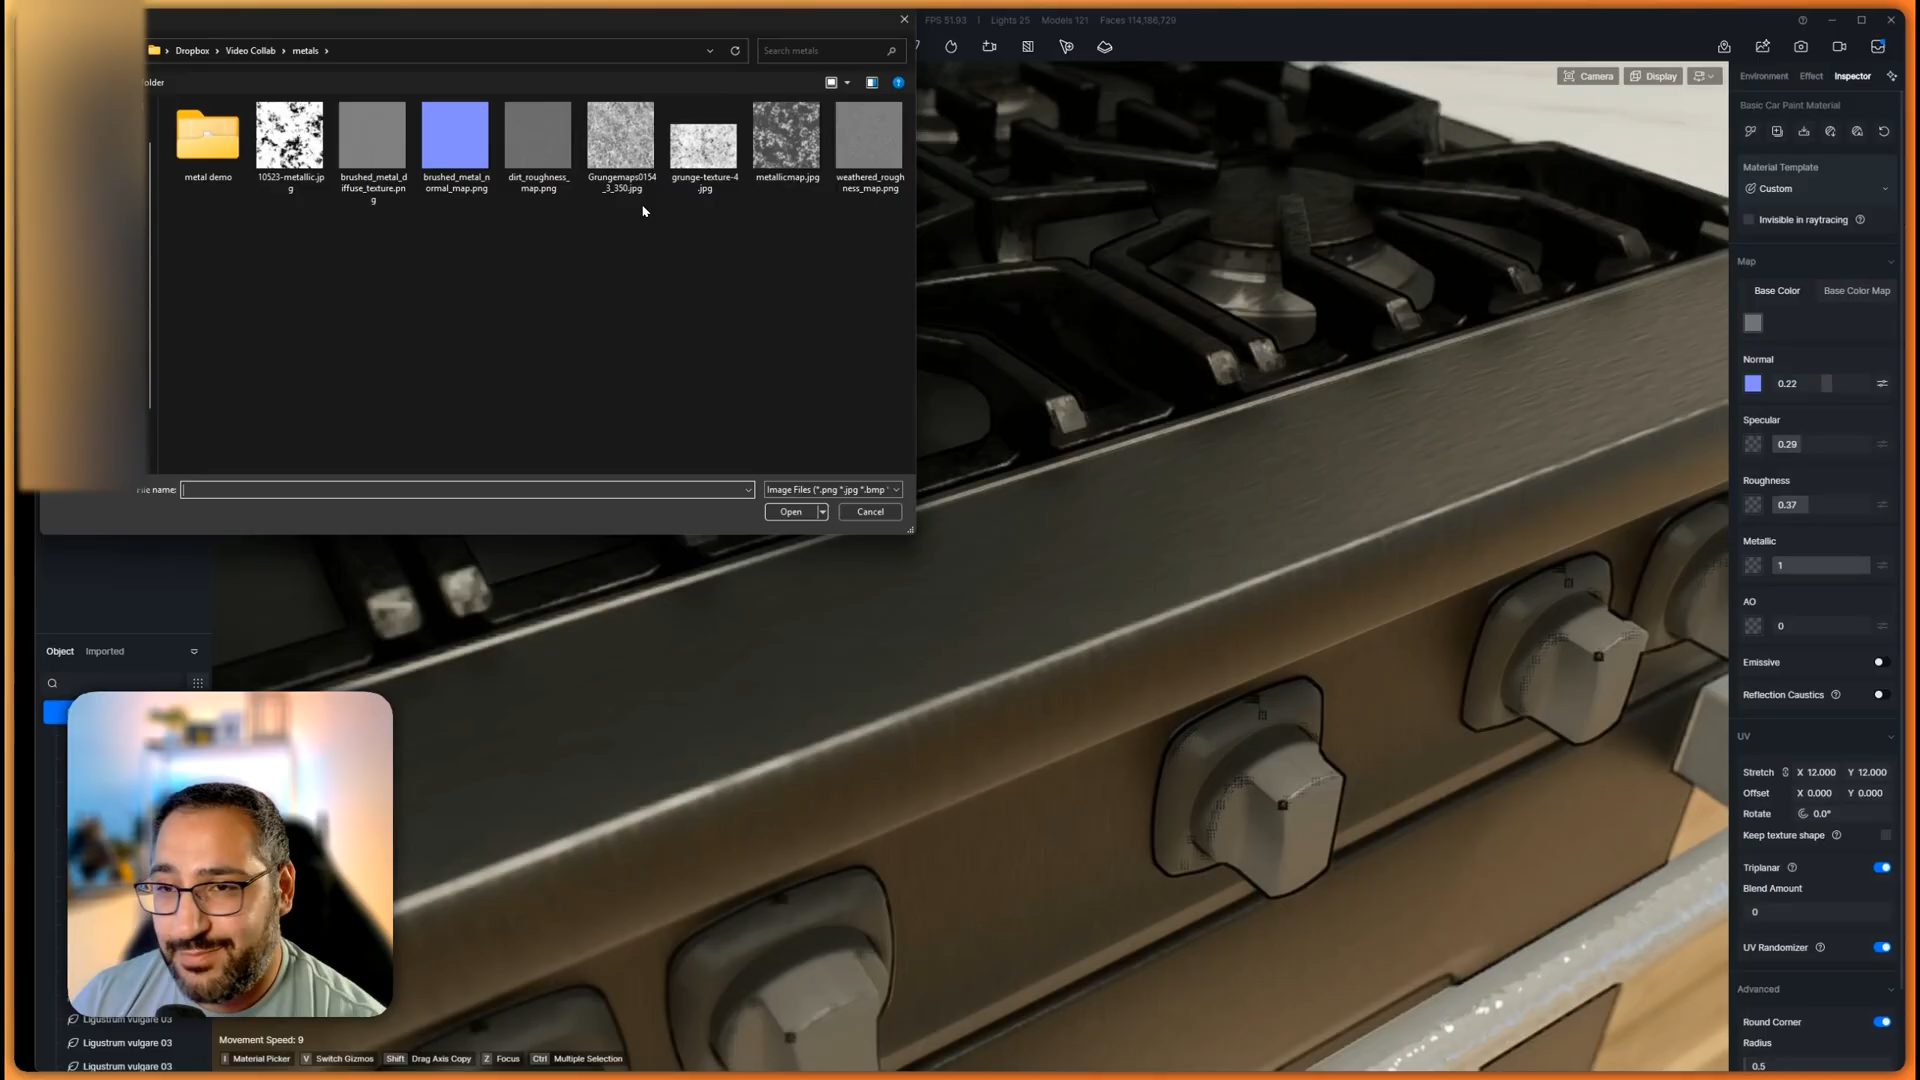 FPS 51.93 | Lights 25 Models 121 Faces 114,186,729
Dropbox > Video Collab > metals >
Search metals
older
metal demo
10523-metallic.jp
g
brushed_metal_d
iffuse_texture.pn
g
brushed_metal_n
ormal_map.png
dirt_roughness_
map.png
Grungemaps0154
_3_350.jpg
grunge-texture-4
.jpg
metallicmap.jpg
weathered_rough
ness_map.png
File name:
Image Files (*.png *.jpg *.bmp *
Open
Cancel
Camera
Display
Environment Effect Inspector
Basic Car Paint Material
Material Template
Custom
Invisible in raytracing
Map
Base Color Base Color Map
Normal
0.22
Specular
0.29
Roughness
0.37
Metallic
1
AO
0
Emissive
Reflection Caustics
UV
Stretch X 12.000 Y 12.000
Offset X 0.000 Y 0.000
Rotate 0.0°
Keep texture shape
Triplanar
Blend Amount
0
UV Randomizer
Advanced
Round Corner
Radius
0.5
Object Imported
Ligustrum vulgare 03
Ligustrum vulgare 03
Ligustrum vulgare 03
Movement Speed: 9
I Material Picker V Switch Gizmos Shift Drag Axis Copy Z Focus Ctrl Multiple Selection